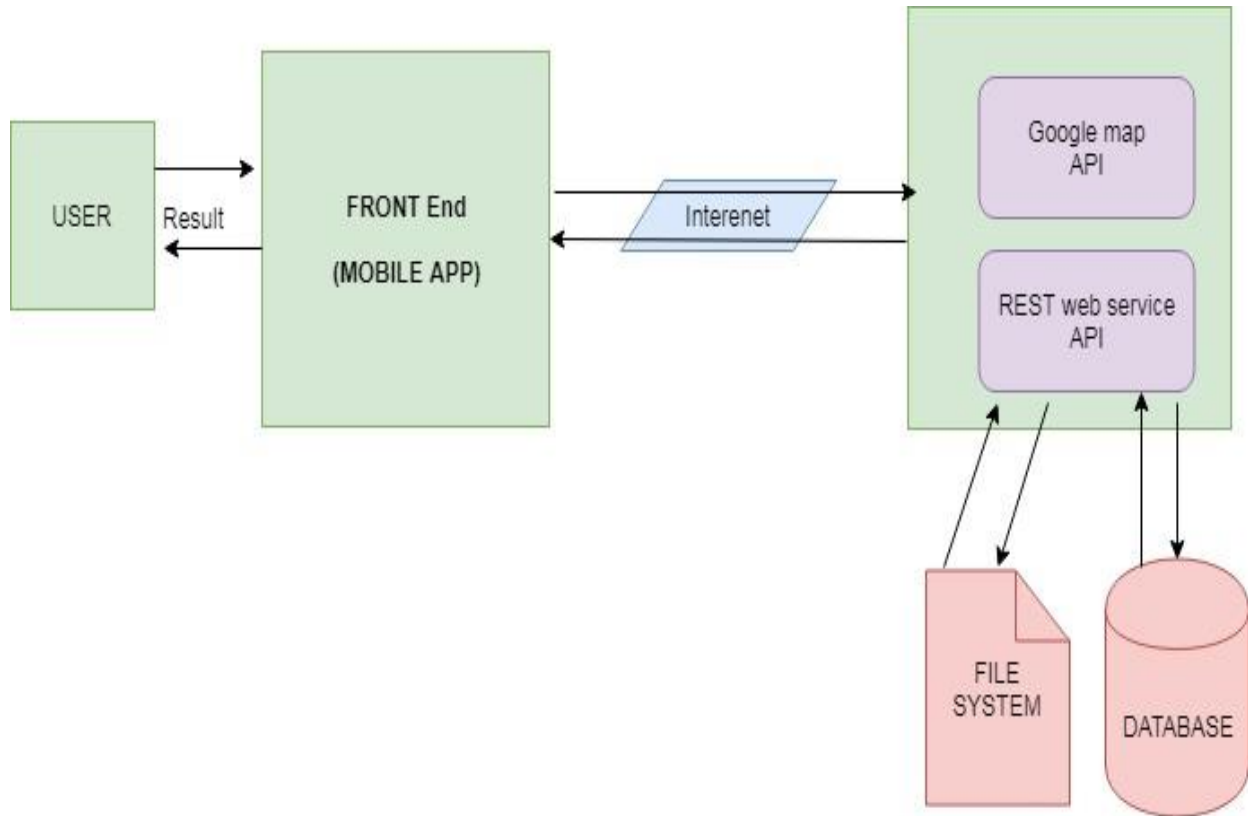 USER
Result
FRONT End
(MOBILE APP)
Interenet
Google map
API
REST web service
API
FILE
SYSTEM
DATABASE